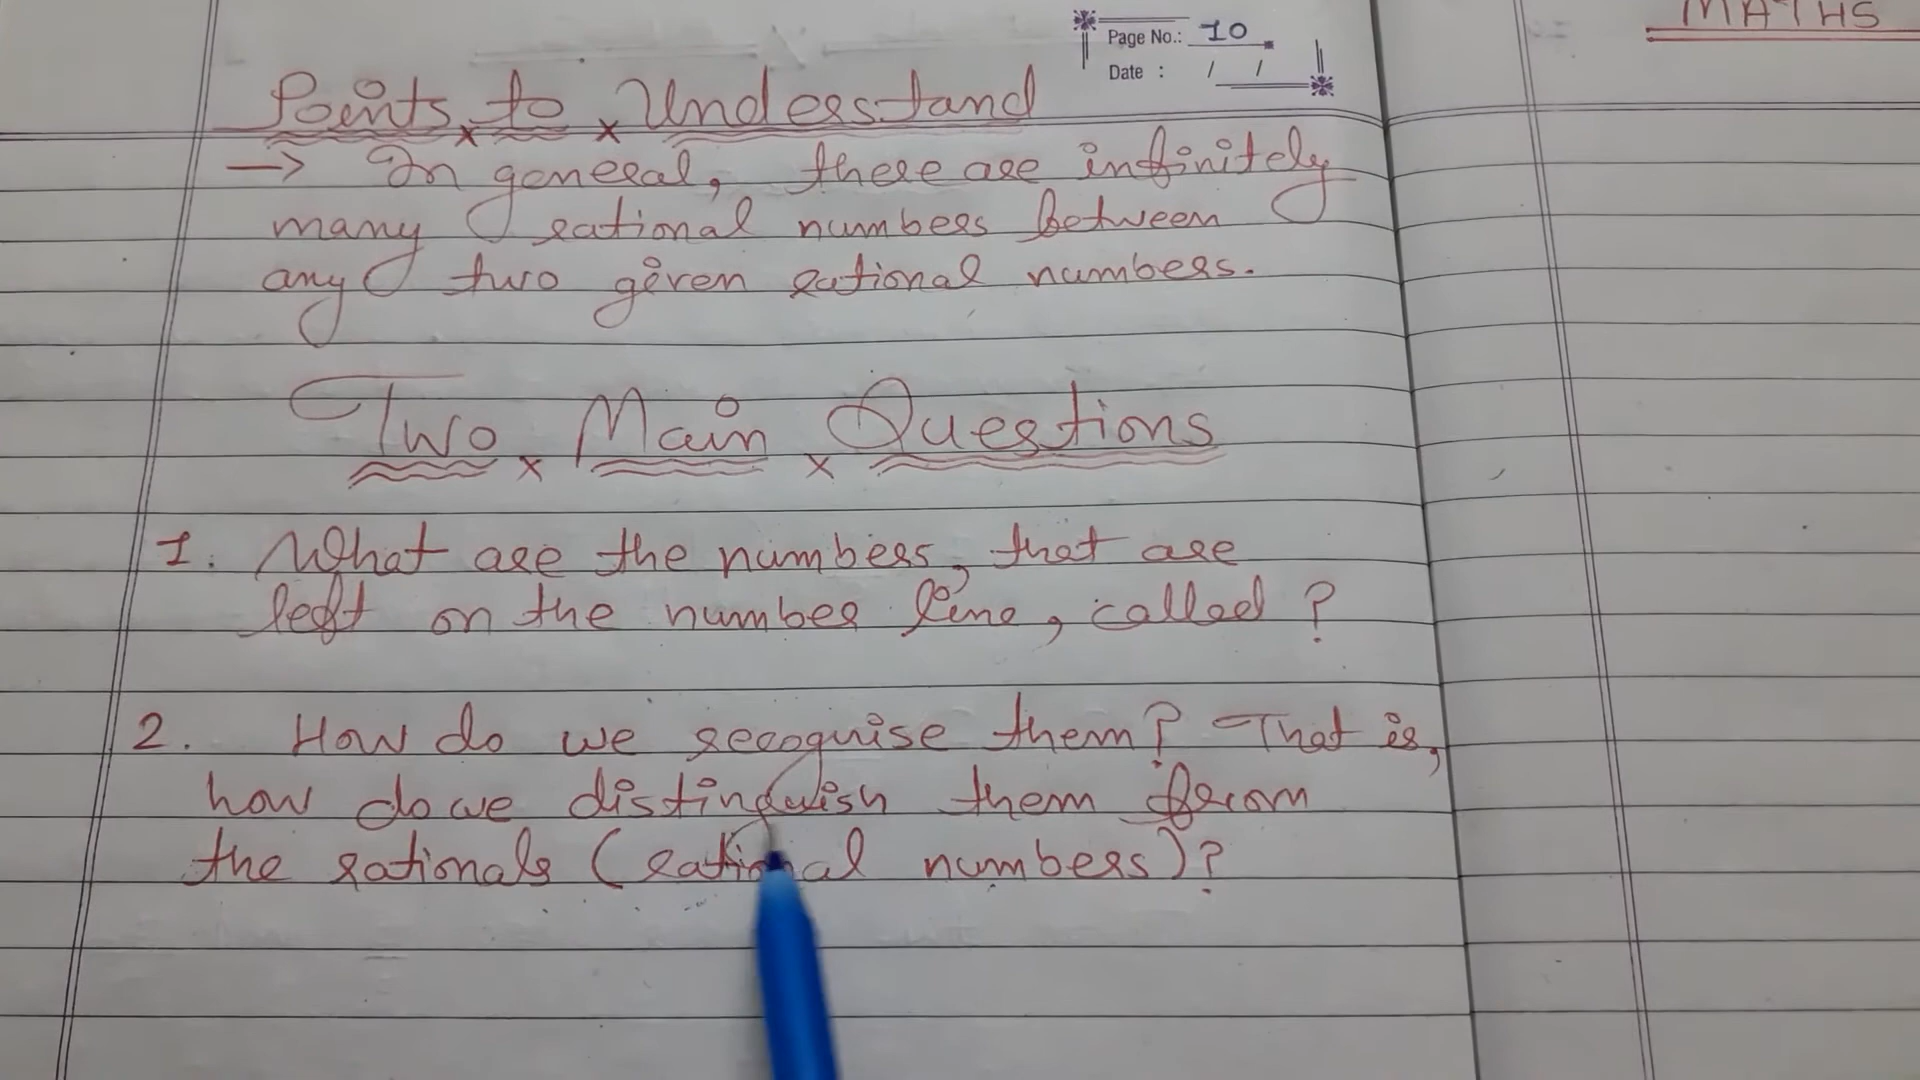 MATHS
Page No.: 10
Date : / /
Points to Understand
→ In general, there are infinitely
many rational numbers between
any two given rational numbers.
Two Main Questions
1. What are the numbers, that are
left on the number line, called ?
2. How do we recognise them? That is,
how do we distinguish them from
the rationals (rational numbers)?